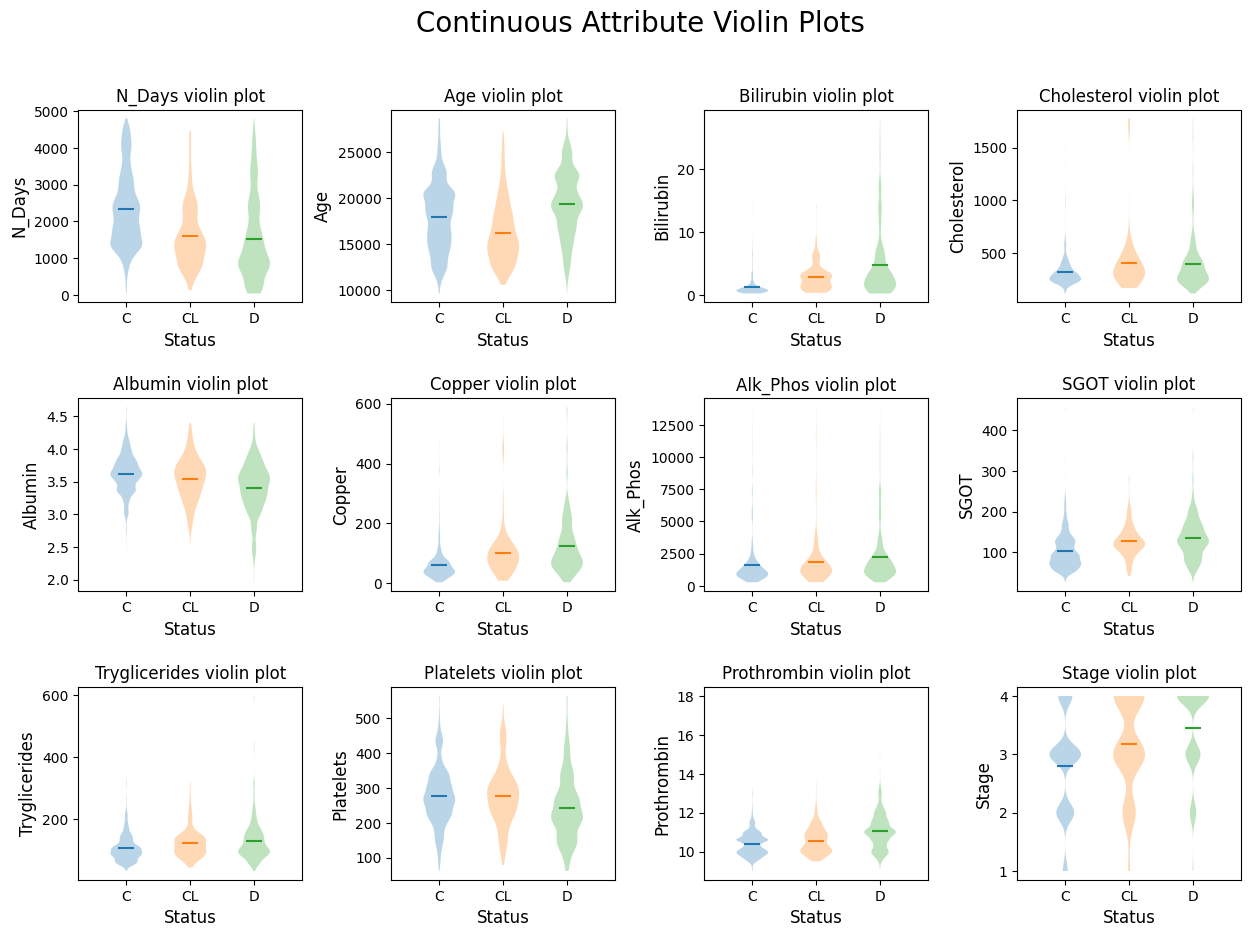 Continuous Attribute Violin Plots
N_Days violin plot
5000
4000
3000
2000
1000
0
N_Days
C CL D
Status
Age violin plot
25000
20000
15000
10000
Age
C CL D
Status
Bilirubin violin plot
20
10
0
Bilirubin
C CL D
Status
Cholesterol violin plot
1500
1000
500
Cholesterol
C CL D
Status
Albumin violin plot
4.5
4.0
3.5
3.0
2.5
2.0
Albumin
C CL D
Status
Copper violin plot
600
400
200
0
Copper
C CL D
Status
Alk_Phos violin plot
12500
10000
7500
5000
2500
0
Alk_Phos
C CL D
Status
SGOT violin plot
400
300
200
100
SGOT
C CL D
Status
Tryglicerides violin plot
600
400
200
Tryglicerides
C CL D
Status
Platelets violin plot
500
400
300
200
100
Platelets
C CL D
Status
Prothrombin violin plot
18
16
14
12
10
Prothrombin
C CL D
Status
Stage violin plot
4
3
2
1
Stage
C CL D
Status